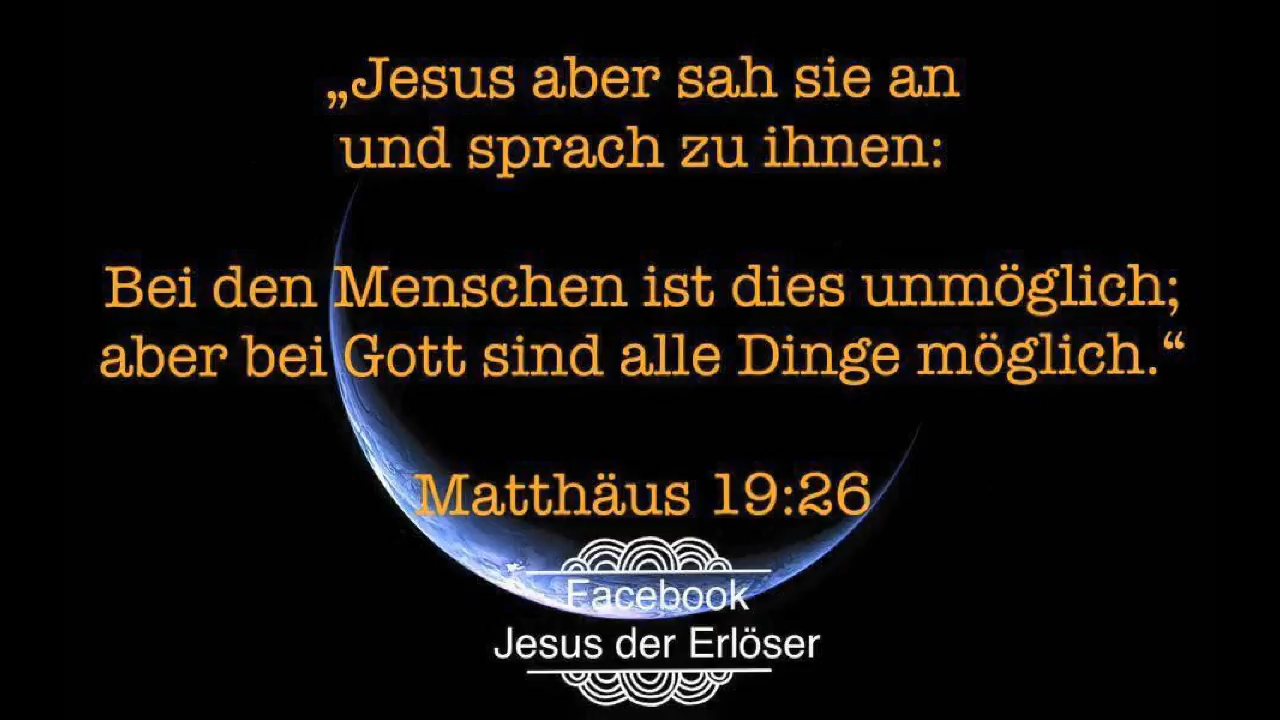 „Jesus aber sah sie an
und sprach zu ihnen:
Bei den Menschen ist dies unmöglich;
aber bei Gott sind alle Dinge möglich.“
Matthäus 19:26
Facebook
Jesus der Erlöser